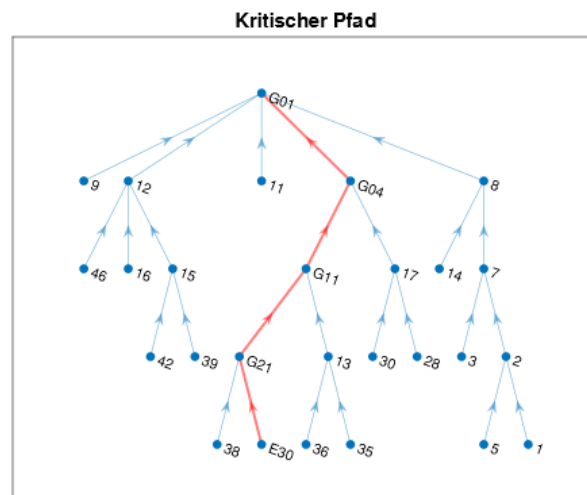 Kritischer Pfad
G01
9 12 11 G04 8
46 16 15 G11 17 14 7
42 39 G21 13 30 28 3 2
38 E30 36 35 5 1